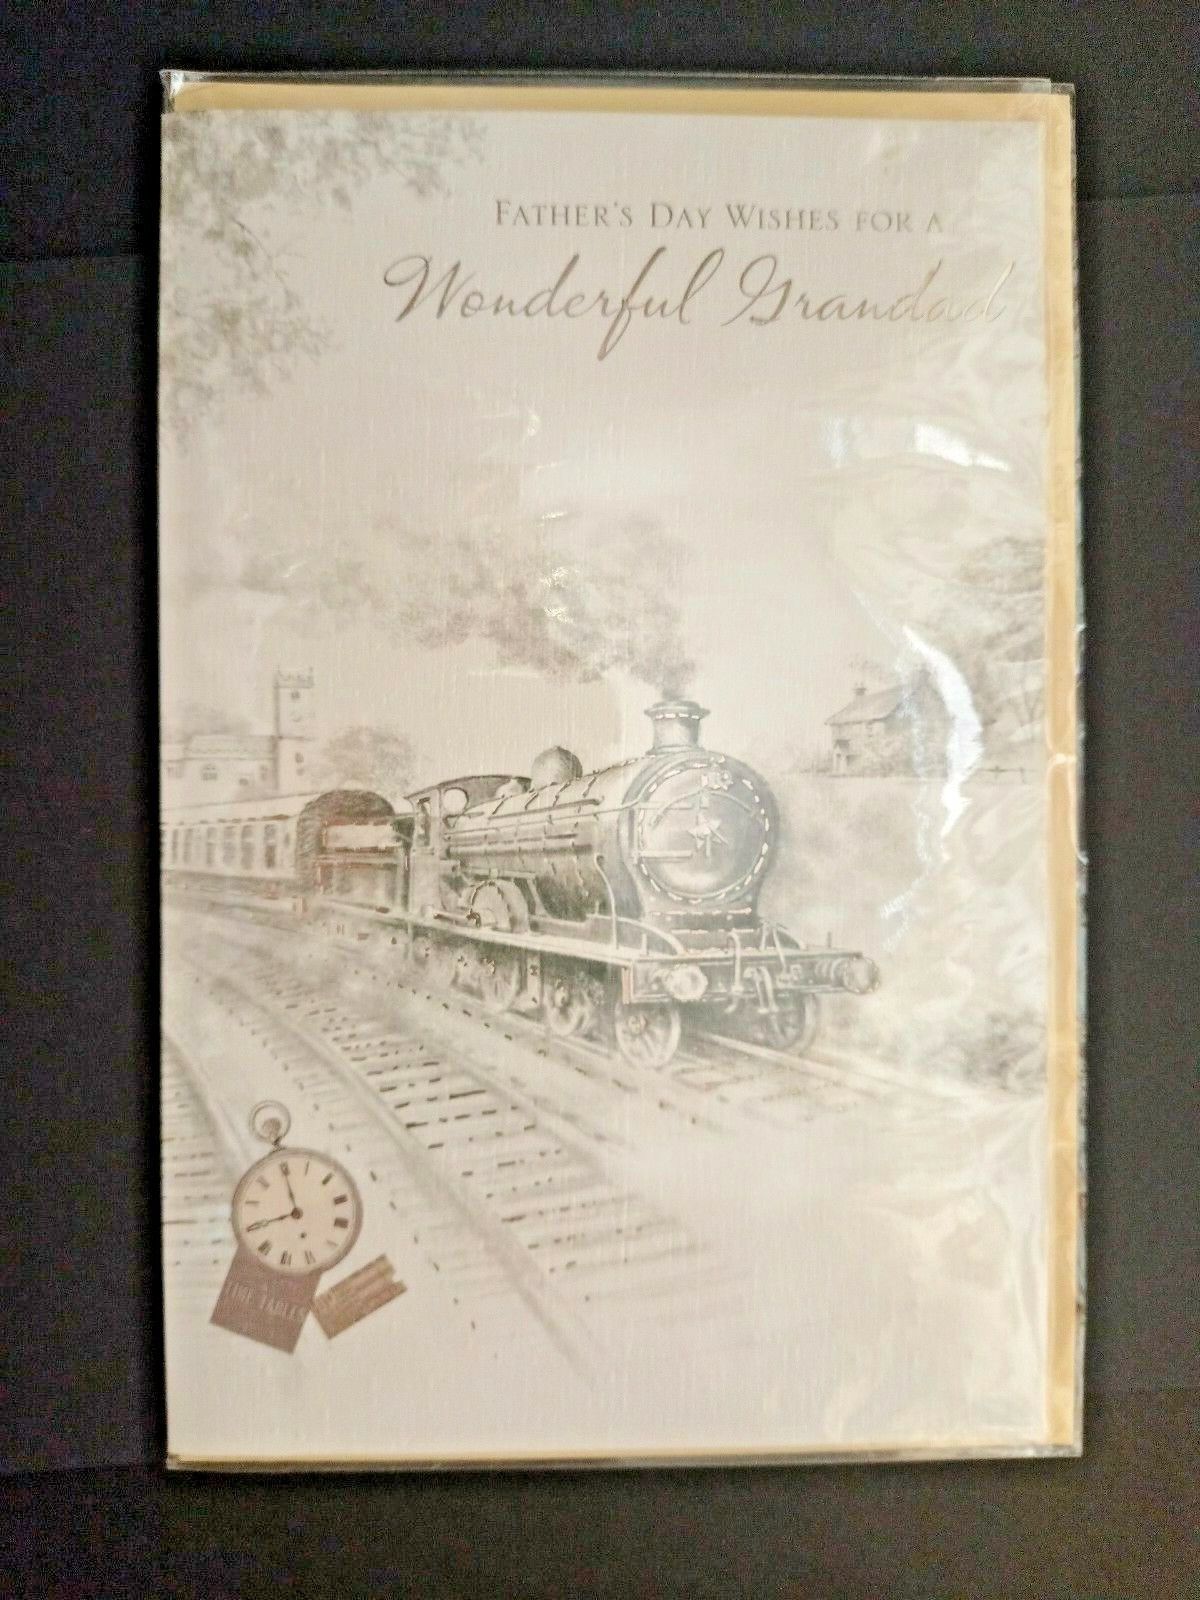 FATHER'S DAY WISHES FOR A
Wonderful Grandad
TIME TABLES